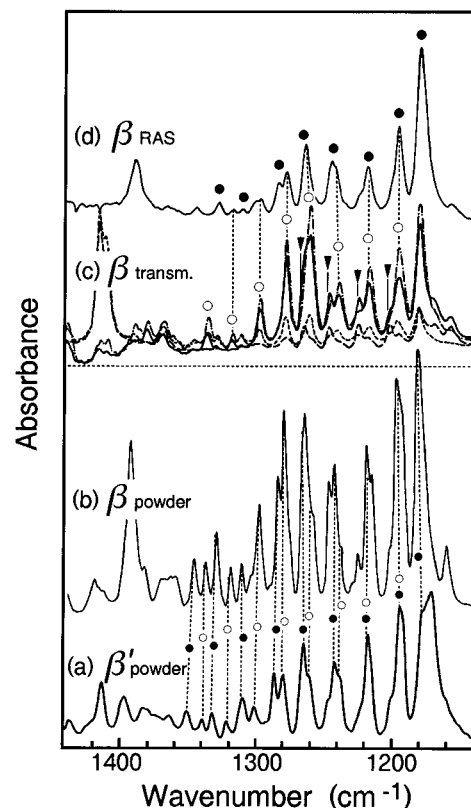 (d) β RAS
(c) β transm.
(b) β powder
(a) β' powder
Absorbance
1400 1300 1200
Wavenumber (cm -1)